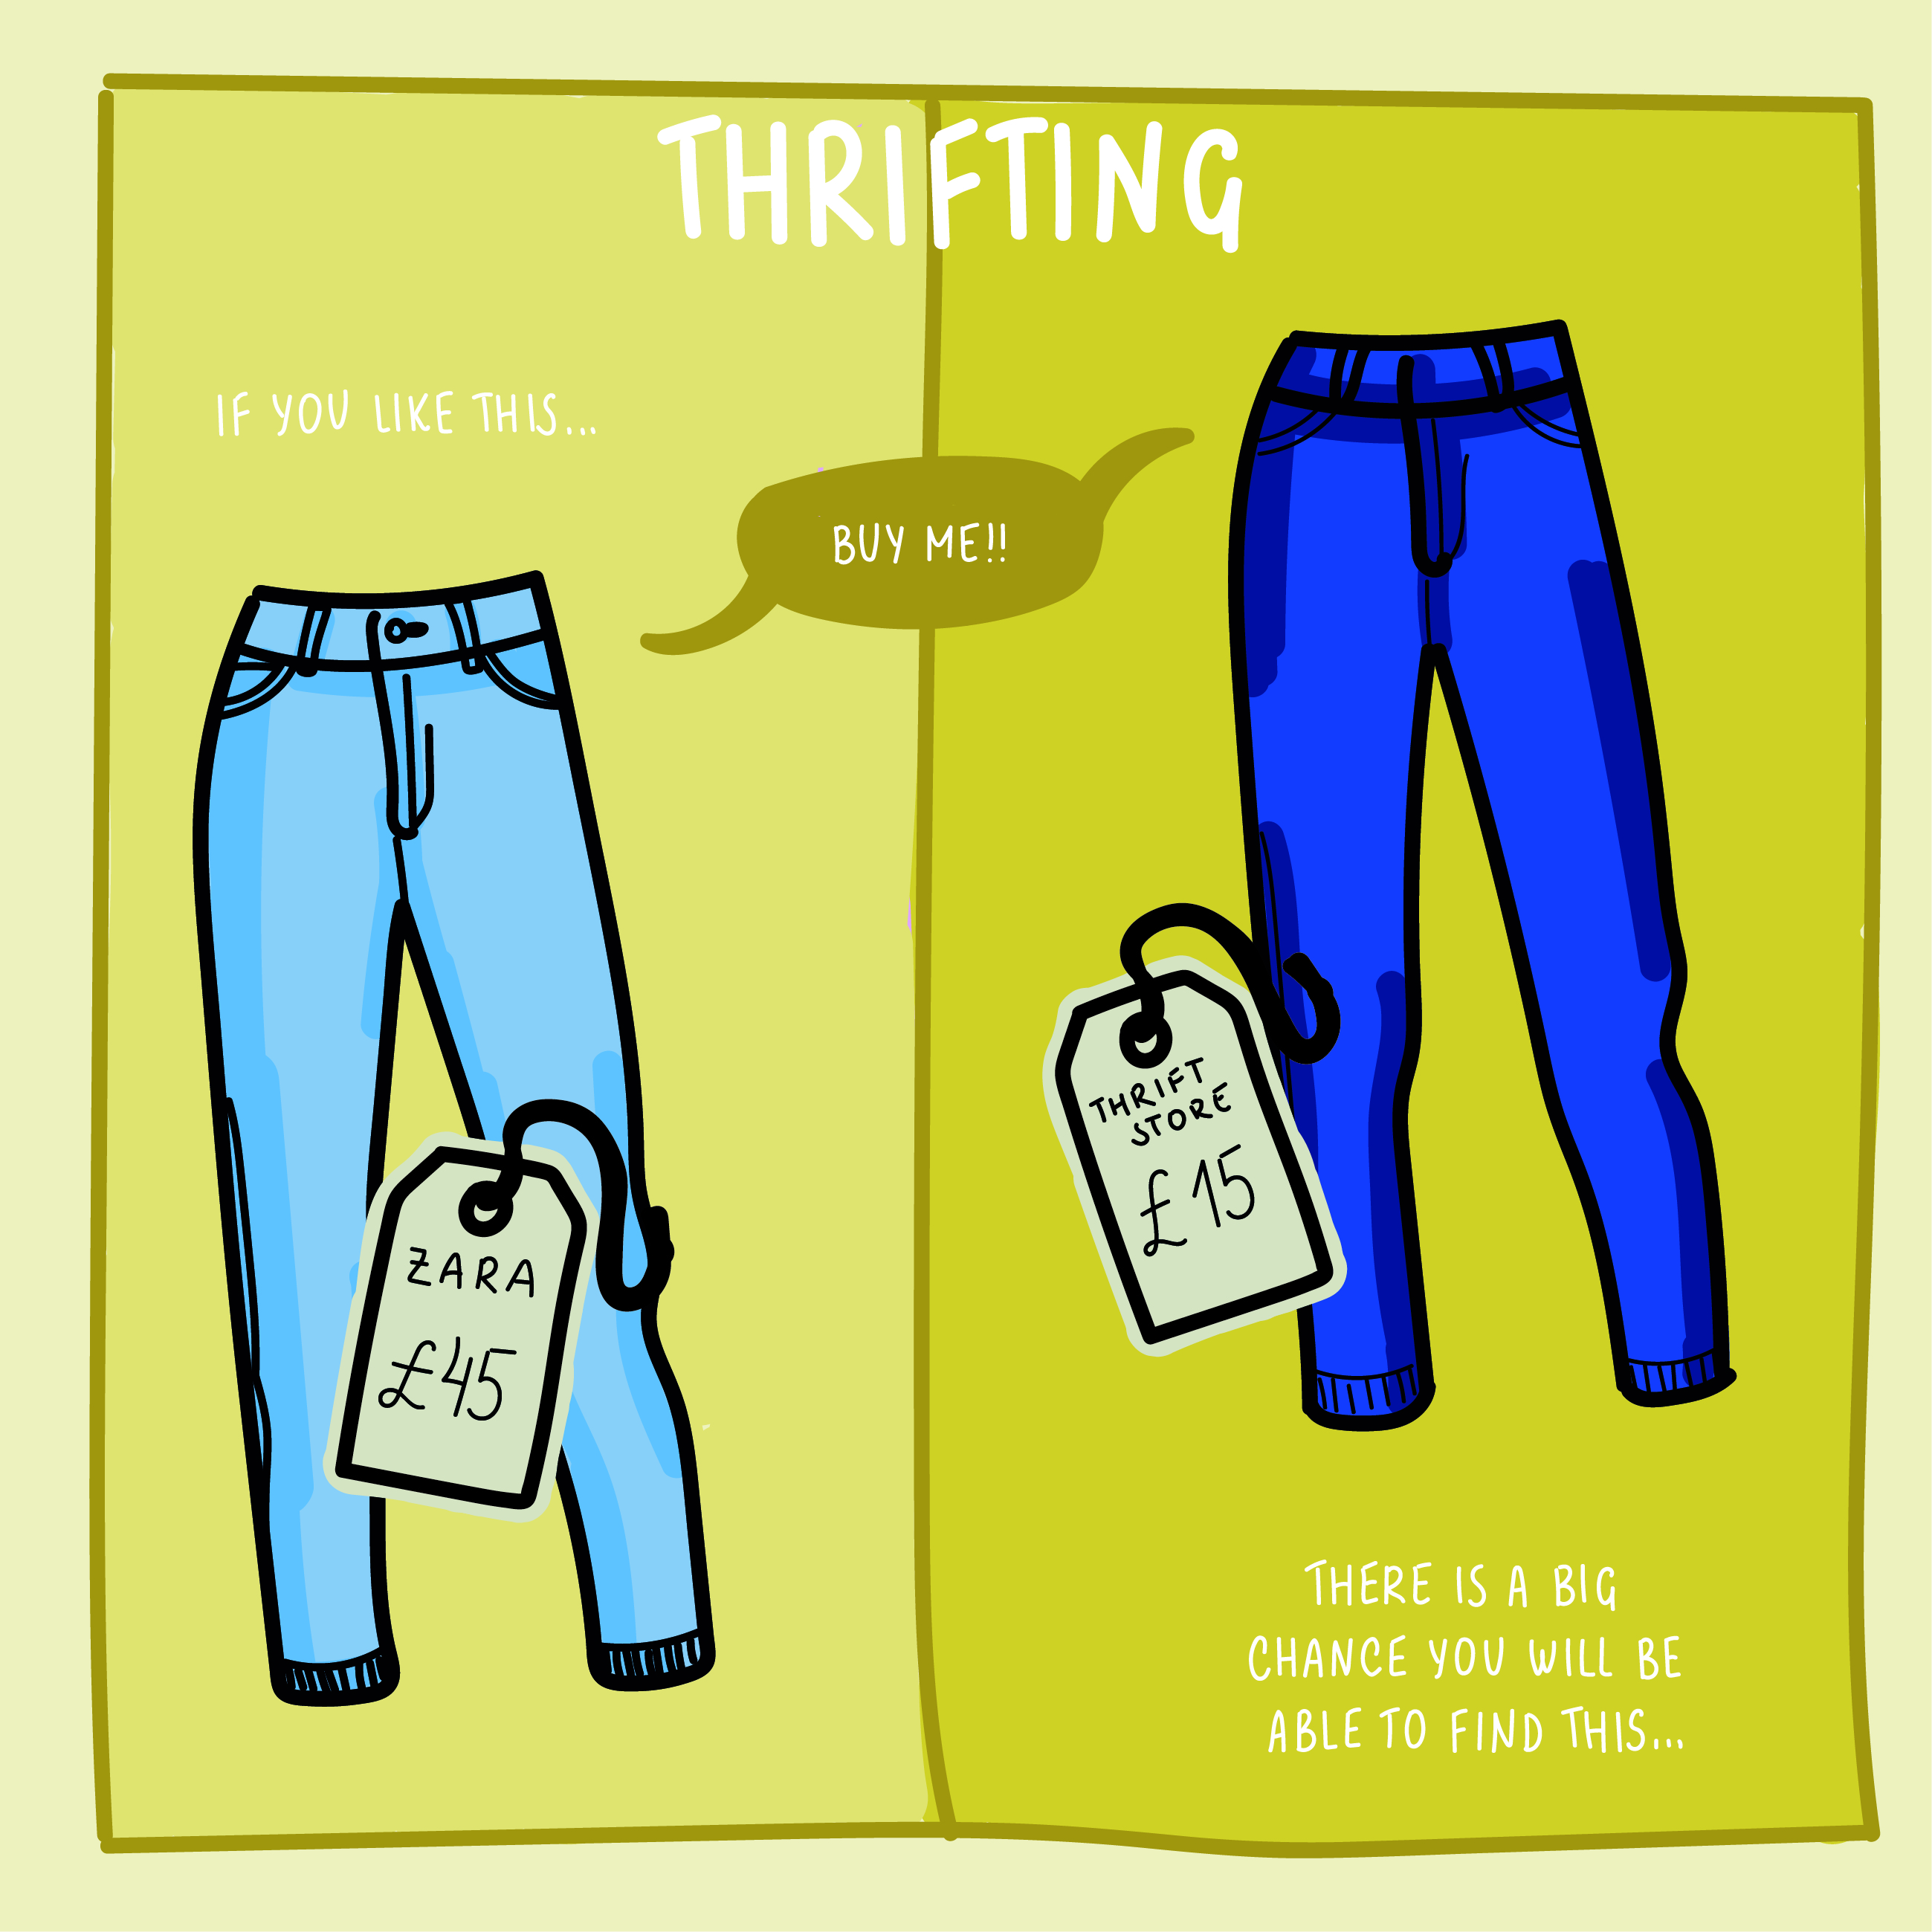 THRIFTING
IF YOU LIKE THIS...
BUY ME!!
ZARA
£45
THRIFT
STORE
£15
THERE IS A BIG
CHANCE YOU WILL BE
ABLE TO FIND THIS...